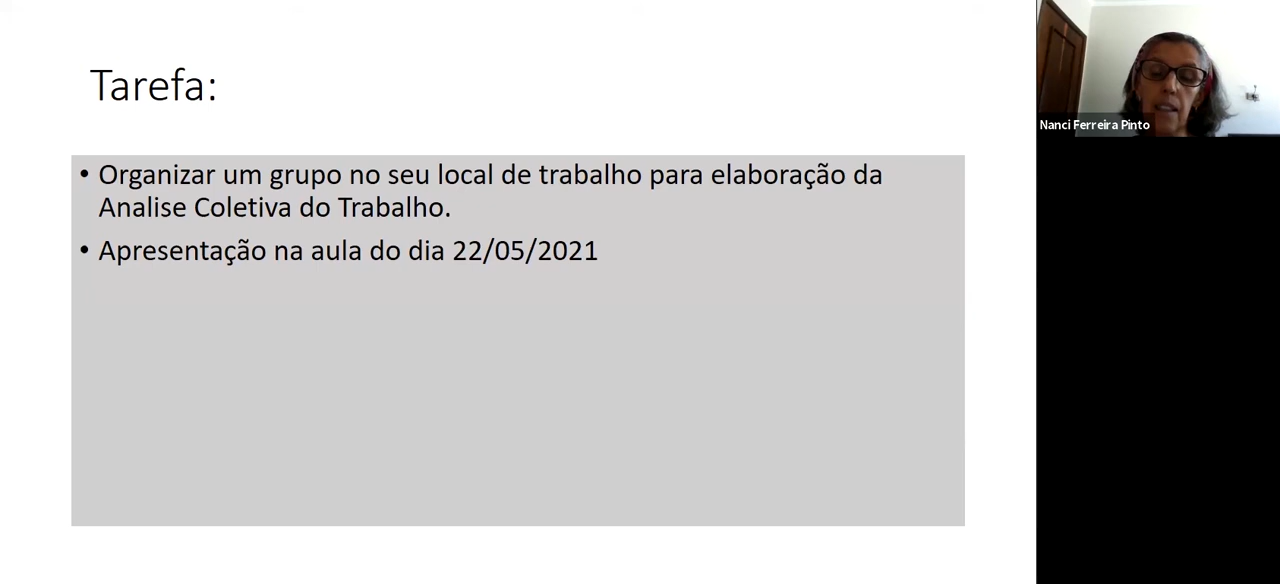 Tarefa:
• Organizar um grupo no seu local de trabalho para elaboração da
Analise Coletiva do Trabalho.
• Apresentação na aula do dia 22/05/2021
Nanci Ferreira Pinto